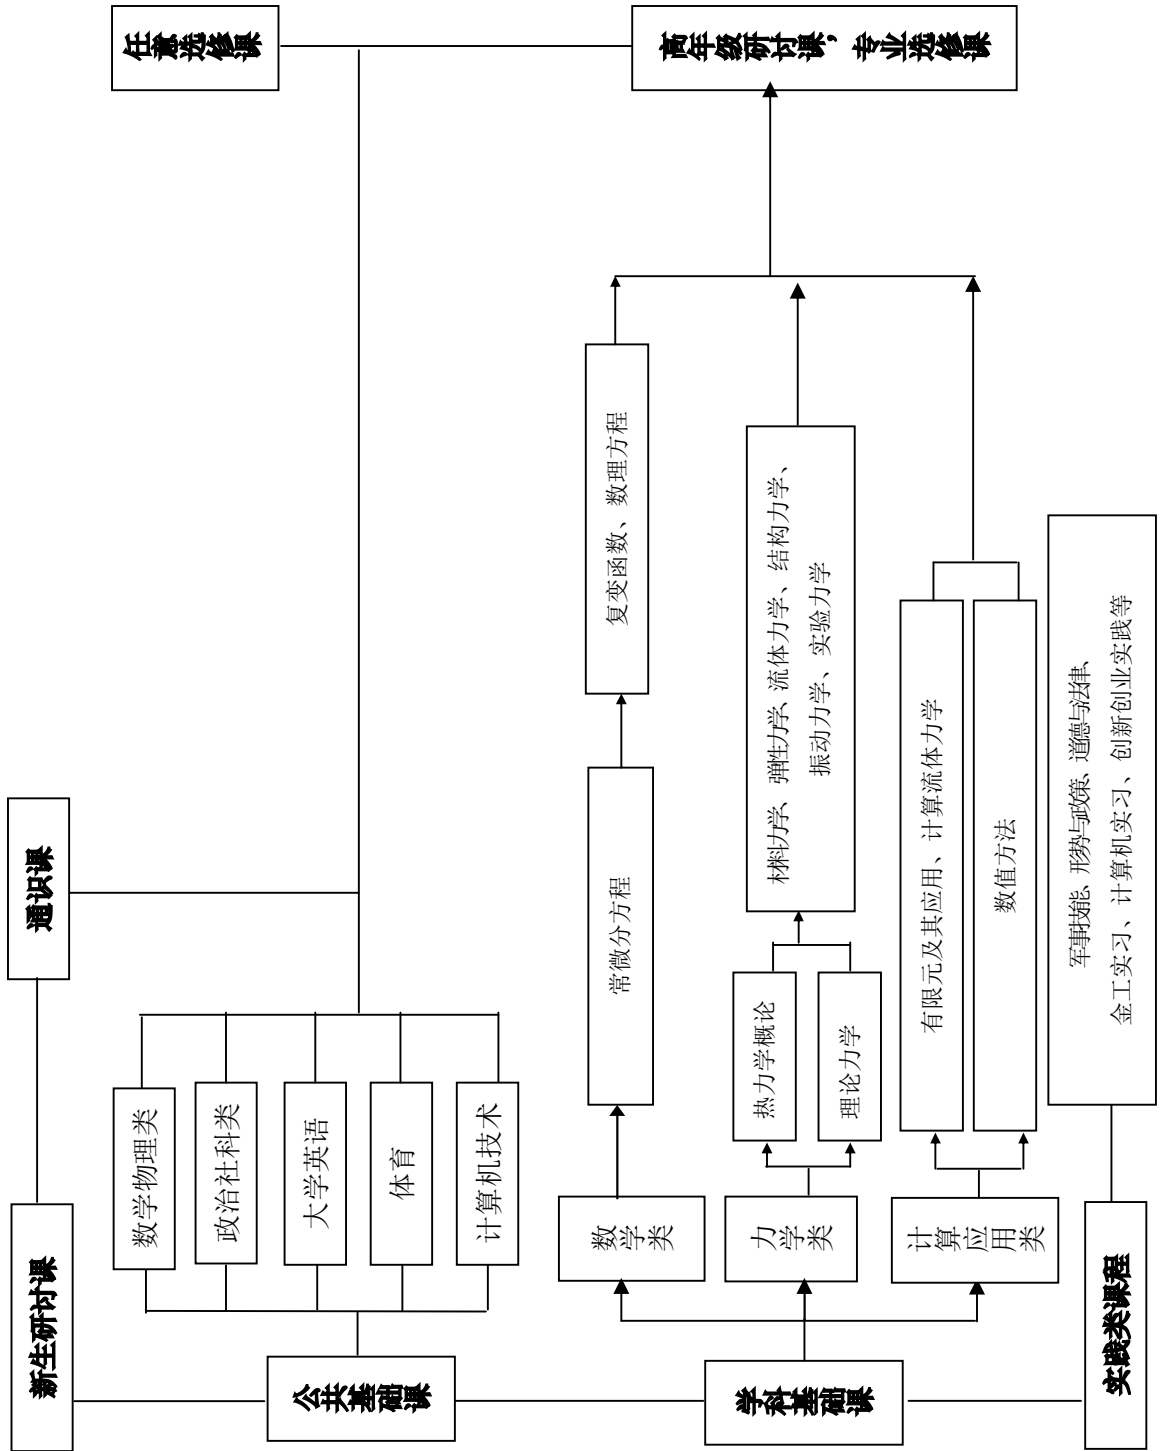 新生研讨课
通识课
公共基础课
数学物理类
政治社科类
大学英语
体育
计算机技术
任意选修课
学科基础课
数学类
常微分方程
复变函数、数理方程
力学类
热力学概论
理论力学
材料力学、弹性力学、流体力学、结构力学、
振动力学、实验力学
计算应用类
有限元及其应用、计算流体力学
数值方法
高年级研讨课，专业选修课
实践类课程
军事技能、形势与政策、道德与法律、
金工实习、计算机实习、创新创业实践等